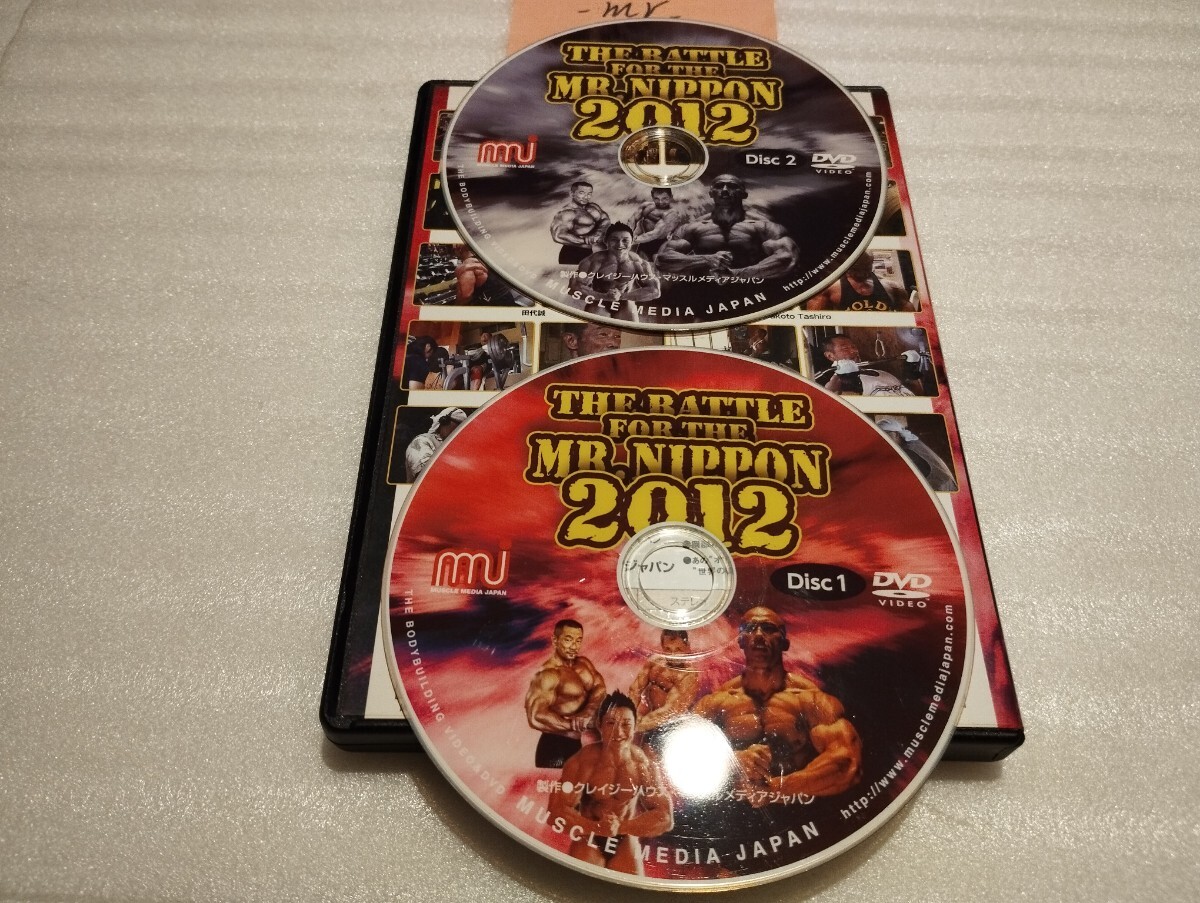 -mr-
THE BATTLE
FOR THE
MR. NIPPON
2012
MUSCLE MEDIA JAPAN
Disc 2
DVD
VIDEO
THE BODYBUILDING
http://www.musclemediajapan.com
製作●クレイジーハウス・マッスルメディアジャパン
MUSCLE MEDIA JAPAN
GOLD
田代誠
Makoto Tashiro
THE BATTLE
FOR THE
MR. NIPPON
2012
ジャパン
MUSCLE MEDIA JAPAN
Disc 1
DVD
VIDEO
THE BODYBUILDING VIDEO&DVD
http://www.musclemediajapan.com
製作●クレイジーハウス
メディアジャパン
MUSCLE MEDIA JAPAN